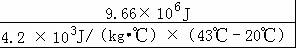 9.66× 10⁶J
4.2 × 10³J/ (kg•℃) × (43℃﹣20℃)